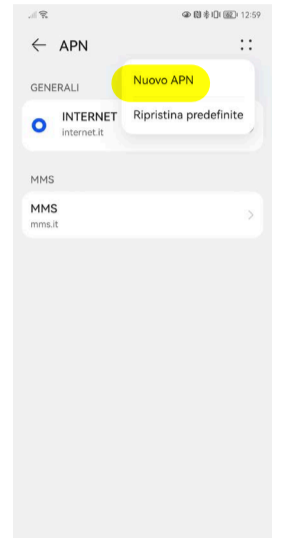 12:59
APN
Nuovo APN
GENERALI
INTERNET
Ripristina predefinite
internet.it
MMS
MMS
mms.it